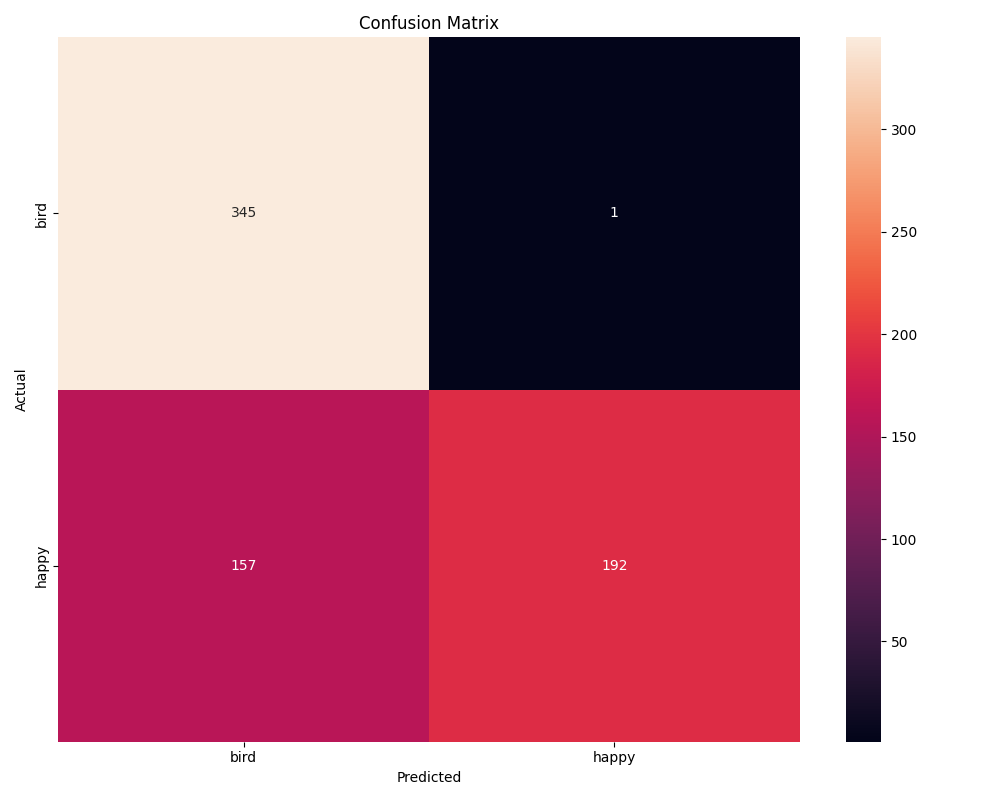 Confusion Matrix
Actual
bird
345
1
happy
157
192
bird
happy
Predicted
300
250
200
150
100
50